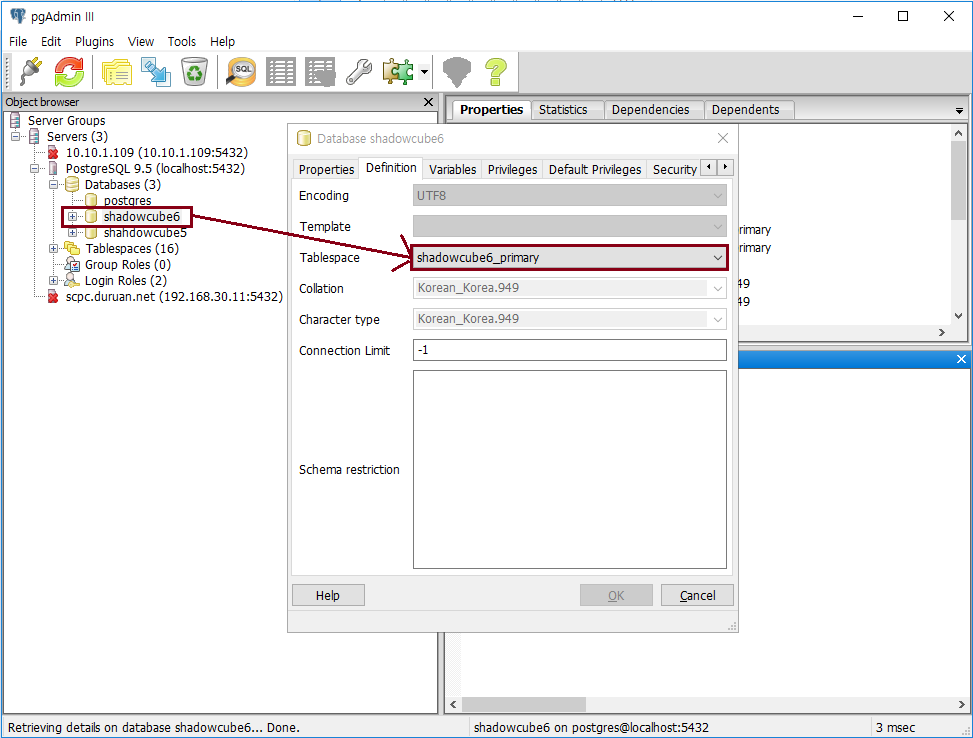 pgAdmin III
File Edit Plugins View Tools Help
SQL
Object browser
Server Groups
Servers (3)
10.10.1.109 (10.10.1.109:5432)
PostgreSQL 9.5 (localhost:5432)
Databases (3)
postgres
shadowcube6
shahdowcube5
Tablespaces (16)
Group Roles (0)
Login Roles (2)
scpc.duruan.net (192.168.30.11:5432)
Properties Statistics Dependencies Dependents
rimary
rimary
49
49
Database shadowcube6
Properties Definition Variables Privileges Default Privileges Security
Encoding UTF8
Template
Tablespace shadowcube6_primary
Collation Korean_Korea.949
Character type Korean_Korea.949
Connection Limit -1
Schema restriction
Help OK Cancel
Retrieving details on database shadowcube6... Done. shadowcube6 on postgres@localhost:5432 3 msec